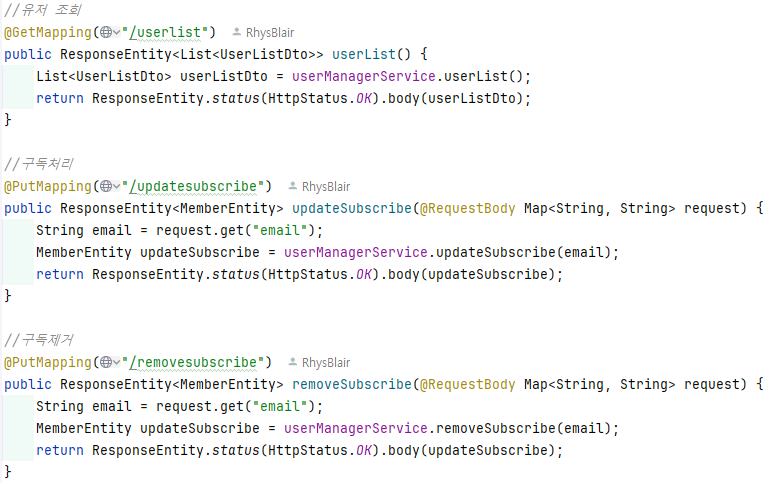 //유저 조회
@GetMapping("/userlist") RhysBlair
public ResponseEntity<List<UserListDto>> userList() {
    List<UserListDto> userListDto = userManagerService.userList();
    return ResponseEntity.status(HttpStatus.OK).body(userListDto);
}

//구독처리
@PutMapping("/updatesubscribe") RhysBlair
public ResponseEntity<MemberEntity> updateSubscribe(@RequestBody Map<String, String> request) {
    String email = request.get("email");
    MemberEntity updateSubscribe = userManagerService.updateSubscribe(email);
    return ResponseEntity.status(HttpStatus.OK).body(updateSubscribe);
}

//구독제거
@PutMapping("/removesubscribe") RhysBlair
public ResponseEntity<MemberEntity> removeSubscribe(@RequestBody Map<String, String> request) {
    String email = request.get("email");
    MemberEntity updateSubscribe = userManagerService.removeSubscribe(email);
    return ResponseEntity.status(HttpStatus.OK).body(updateSubscribe);
}